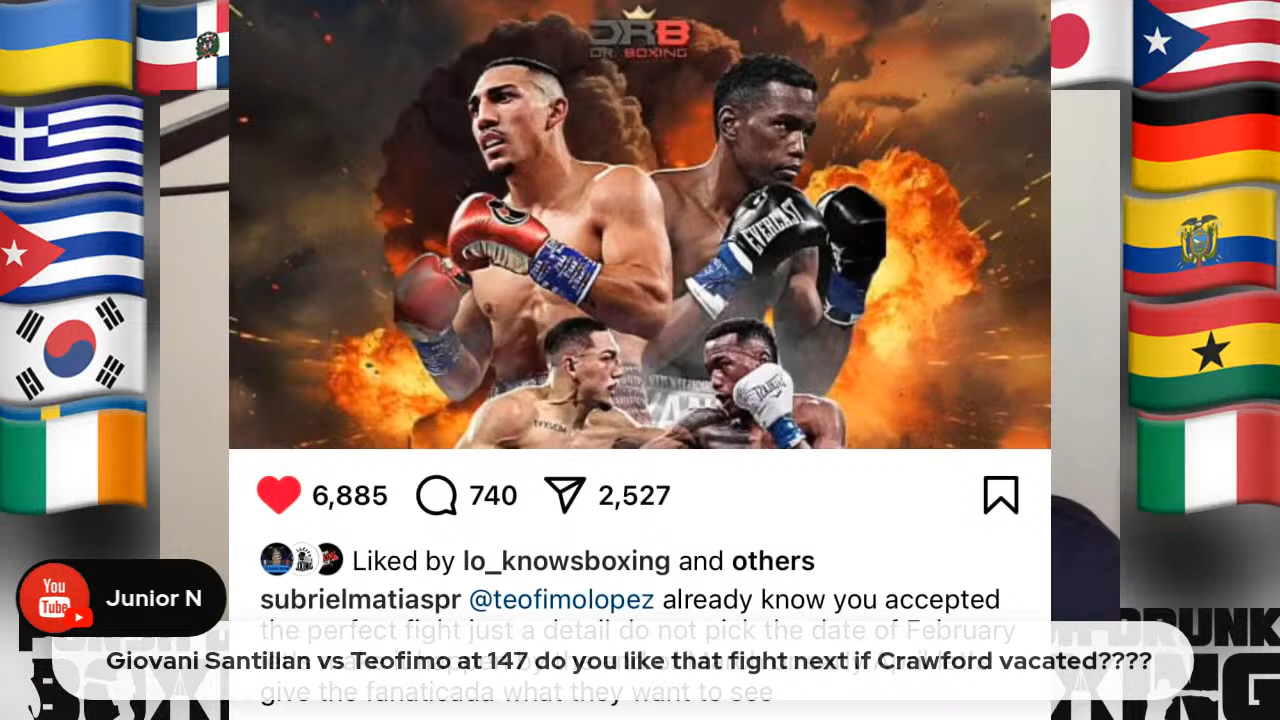 DRB
DR. BOXING
EVERLAST
6,885 740 2,527
Liked by lo_knowsboxing and others
subrielmatiaspr @teofimolopez already know you accepted
the perfect fight just a detail do not pick the date of February
give the fanaticada what they want to see
You
Tube
Junior N
Giovani Santillan vs Teofimo at 147 do you like that fight next if Crawford vacated????
DRUNK